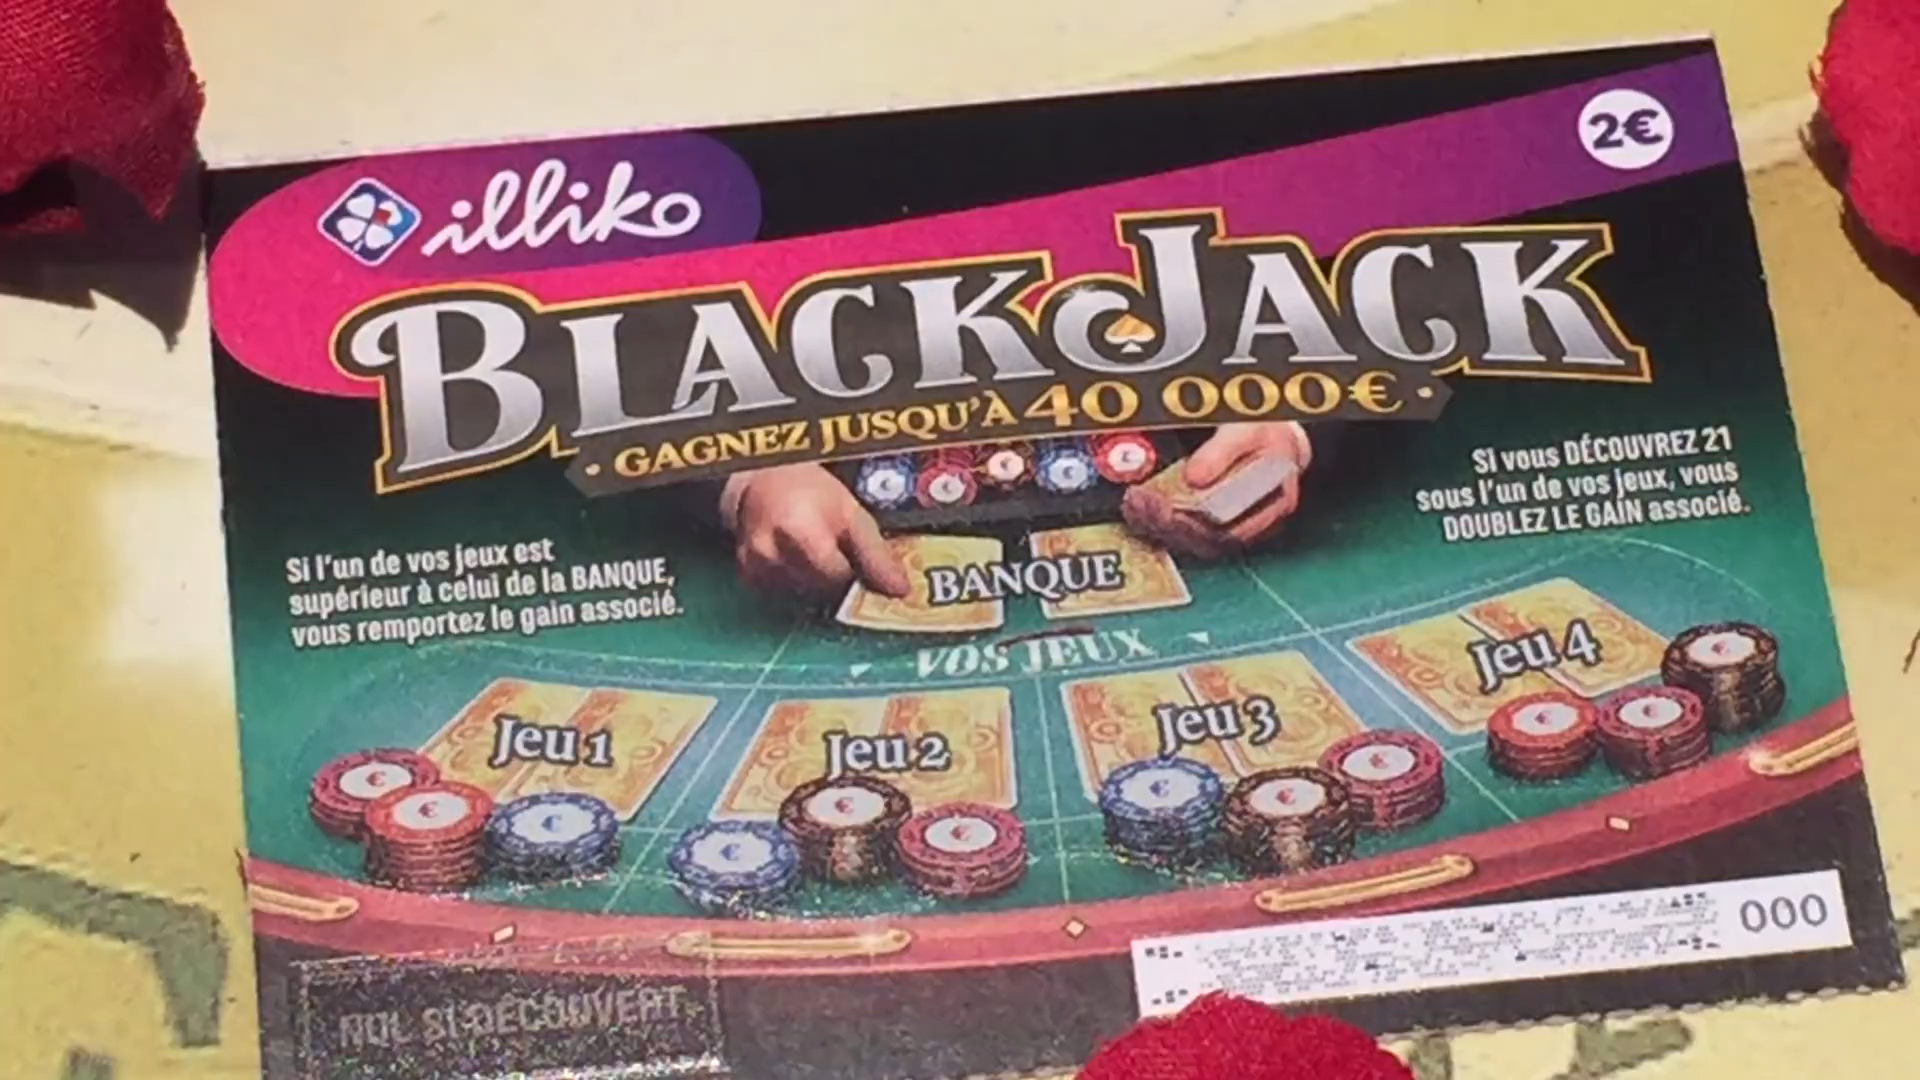 illiko
2€
BLACKJACK
• GAGNEZ JUSQU'À 40 000€ •
Si vous DÉCOUVREZ 21
sous l'un de vos jeux, vous
DOUBLEZ LE GAIN associé.
Si l'un de vos jeux est
supérieur à celui de la BANQUE,
vous remportez le gain associé.
BANQUE
VOS JEUX
Jeu 1
Jeu 2
Jeu 3
Jeu 4
000
NUL SI DÉCOUVERT